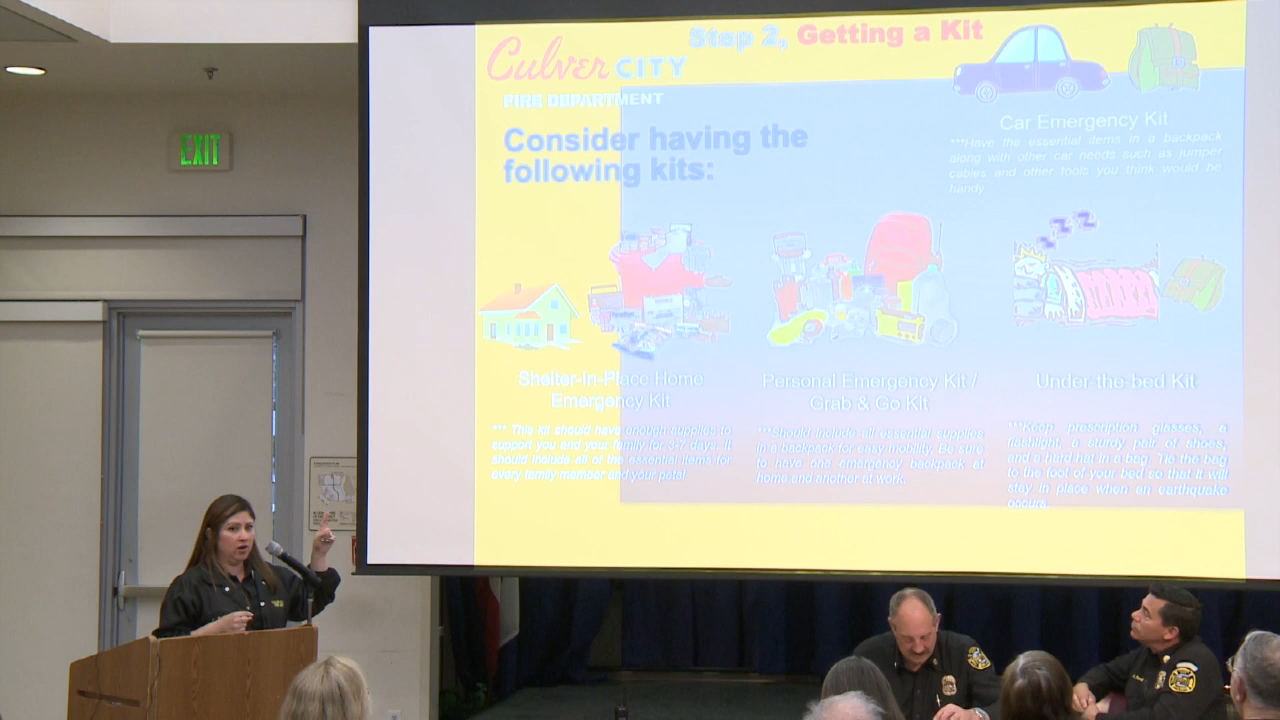 Step 2, Getting a Kit
Culver CITY
FIRE DEPARTMENT
Consider having the
following kits:
Car Emergency Kit
***Have the essential items in a backpack
along with other car needs such as jumper
cables and other tools you think would be
handy
EXIT
Z Z Z
Shelter-in-Place Home
Emergency Kit
*** This kit should have enough supplies to
support you and your family for 3-7 days. It
should include all of the essential items for
every family member and your pets!
Personal Emergency Kit /
Grab & Go Kit
***Should include all essential supplies
in a backpack for easy mobility. Be sure
to have one emergency backpack at
home and another at work.
Under-the-bed Kit
***Keep prescription glasses, a
flashlight, a sturdy pair of shoes,
and a hard hat in a bag. Tie the bag
to the foot of your bed so that it will
stay in place when an earthquake
occurs.